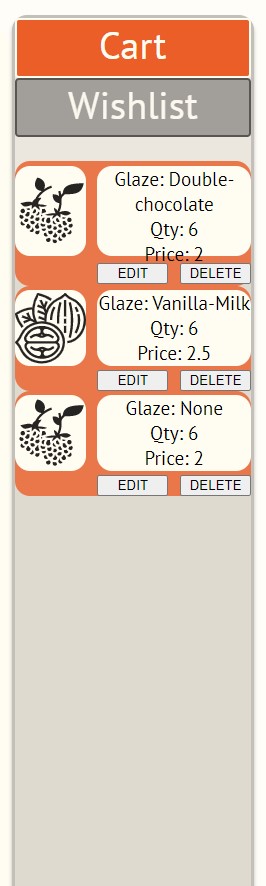 Cart
Wishlist
Glaze: Double-
chocolate
Qty: 6
Price: 2
EDIT DELETE
Glaze: Vanilla-Milk
Qty: 6
Price: 2.5
EDIT DELETE
Glaze: None
Qty: 6
Price: 2
EDIT DELETE